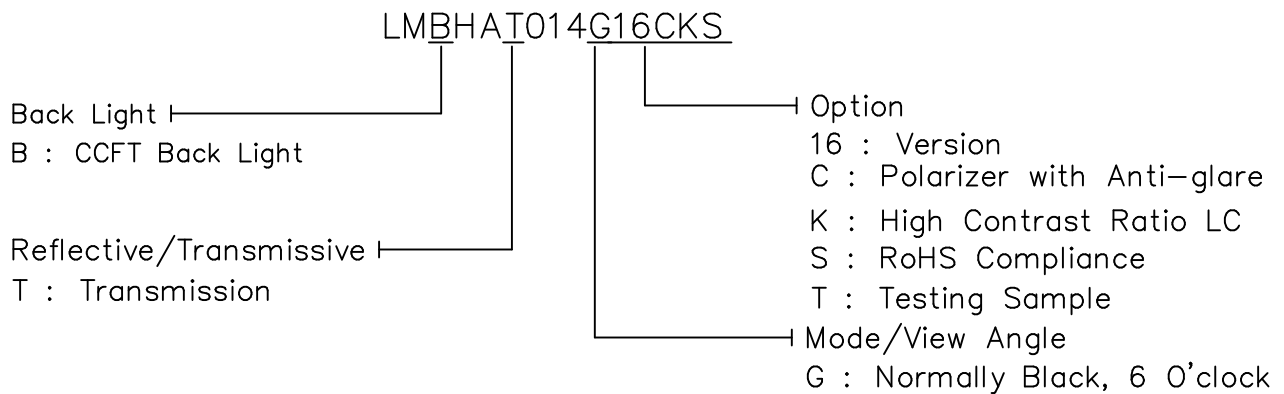 LMBHAT014G16CKS
Back Light
B : CCFT Back Light
Reflective/Transmissive
T : Transmission
Option
16 : Version
C : Polarizer with Anti-glare
K : High Contrast Ratio LC
S : RoHS Compliance
T : Testing Sample
Mode/View Angle
G : Normally Black, 6 O'clock